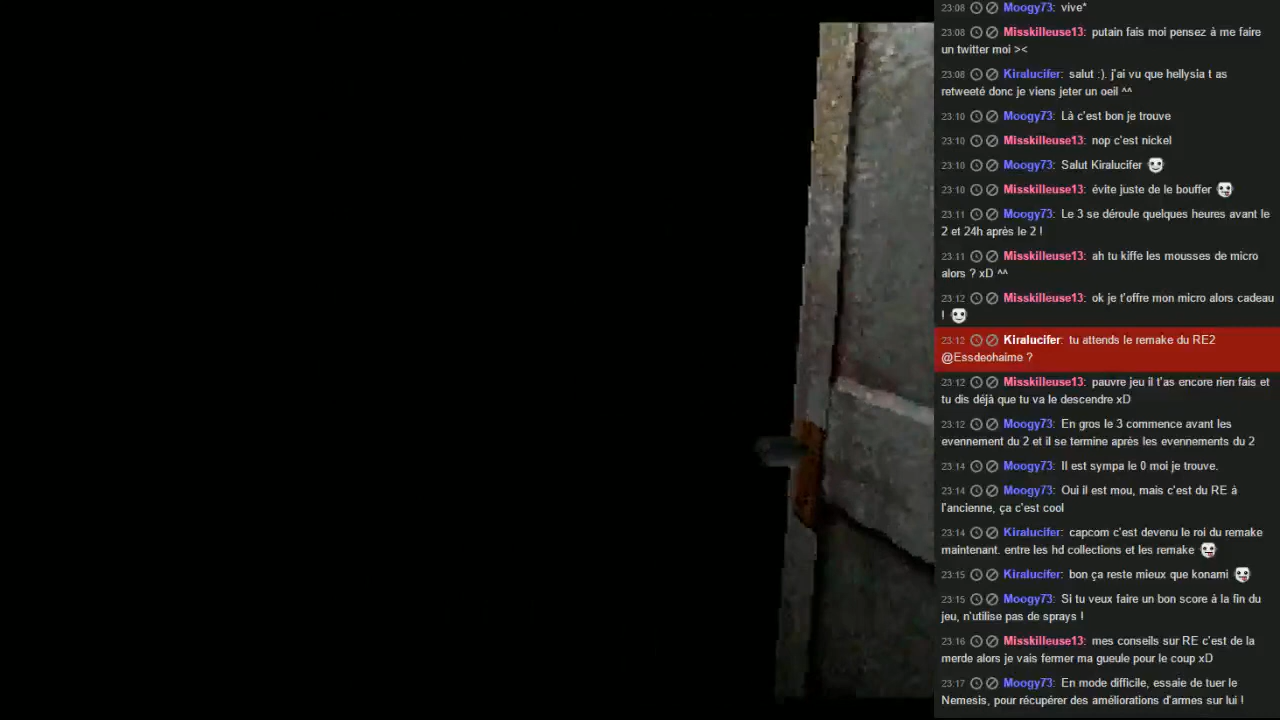 23:08 Moogy73: vive*
23:08 Misskilleuse13: putain fais moi pensez à me faire
un twitter moi ><
23:08 Kiralucifer: salut :). j'ai vu que hellysia t as
retweeté donc je viens jeter un oeil ^^
23:10 Moogy73: Là c'est bon je trouve
23:10 Misskilleuse13: nop c'est nickel
23:10 Moogy73: Salut Kiralucifer
23:10 Misskilleuse13: évite juste de le bouffer
23:11 Moogy73: Le 3 se déroule quelques heures avant le
2 et 24h après le 2 !
23:11 Misskilleuse13: ah tu kiffe les mousses de micro
alors ? xD ^^
23:12 Misskilleuse13: ok je t'offre mon micro alors cadeau
!
23:12 Kiralucifer: tu attends le remake du RE2
@Essdeohaime ?
23:12 Misskilleuse13: pauvre jeu il t'as encore rien fais et
tu dis déjà que tu va le descendre xD
23:12 Moogy73: En gros le 3 commence avant les
evennement du 2 et il se termine après les evennements du 2
23:14 Moogy73: Il est sympa le 0 moi je trouve.
23:14 Moogy73: Oui il est mou, mais c'est du RE à
l'ancienne, ça c'est cool
23:14 Kiralucifer: capcom c'est devenu le roi du remake
maintenant. entre les hd collections et les remake
23:15 Kiralucifer: bon ça reste mieux que konami
23:15 Moogy73: Si tu veux faire un bon score à la fin du
jeu, n'utilise pas de sprays !
23:16 Misskilleuse13: mes conseils sur RE c'est de la
merde alors je vais fermer ma gueule pour le coup xD
23:17 Moogy73: En mode difficile, essaie de tuer le
Nemesis, pour récupérer des améliorations d'armes sur lui !